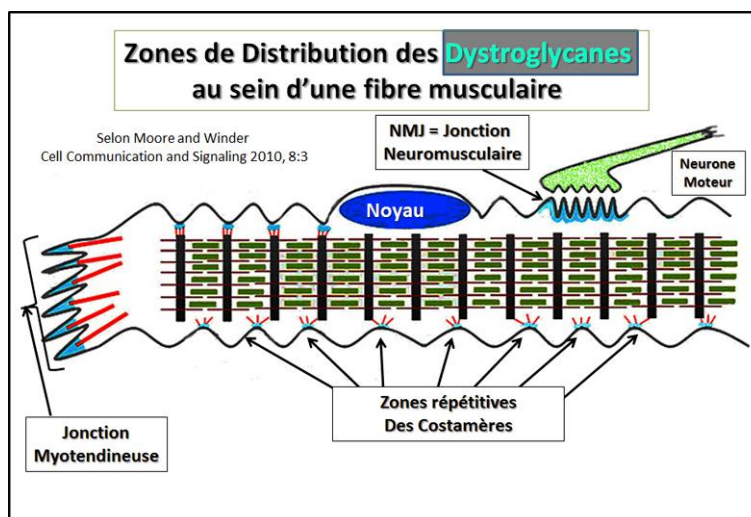 Zones de Distribution des Dystroglycanes
au sein d'une fibre musculaire
Selon Moore and Winder
Cell Communication and Signaling 2010, 8:3
NMJ = Jonction
Neuromusculaire
Neurone
Moteur
Noyau
Zones répétitives
Des Costamères
Jonction
Myotendineuse